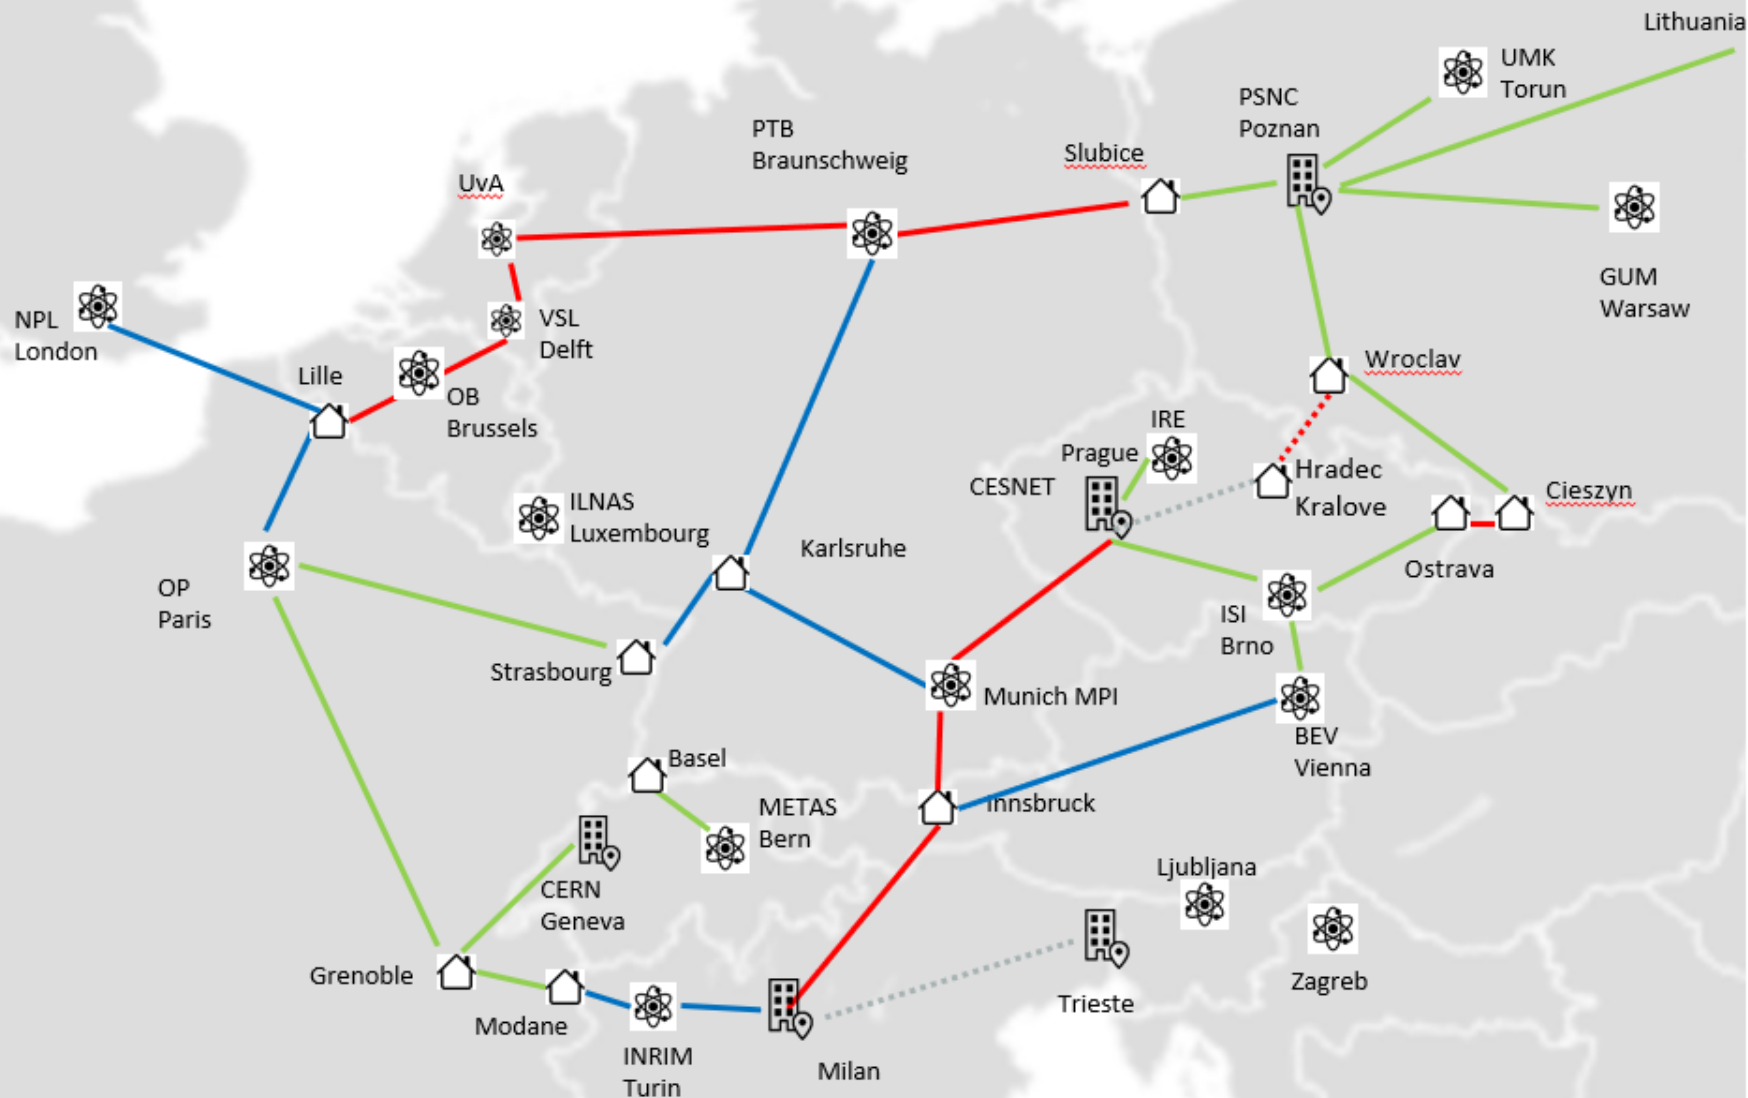 Lithuania
UMK
Torun
PSNC
Poznan
PTB
Braunschweig
Slubice
UvA
GUM
Warsaw
NPL
London
VSL
Delft
Lille
OB
Brussels
Wroclav
IRE
Prague
CESNET
Hradec
Kralove
Cieszyn
ILNAS
Luxembourg
Karlsruhe
Ostrava
OP
Paris
ISI
Brno
Strasbourg
Munich MPI
BEV
Vienna
Basel
METAS
Bern
Innsbruck
CERN
Geneva
Ljubljana
Grenoble
Zagreb
Trieste
Modane
INRIM
Turin
Milan